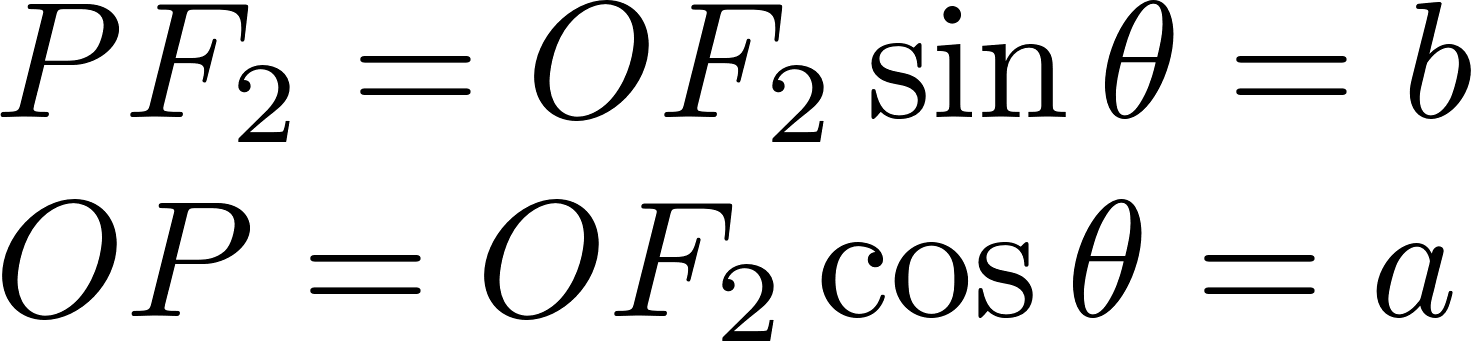 PF₂ = OF₂ sin θ = b
OP = OF₂ cos θ = a